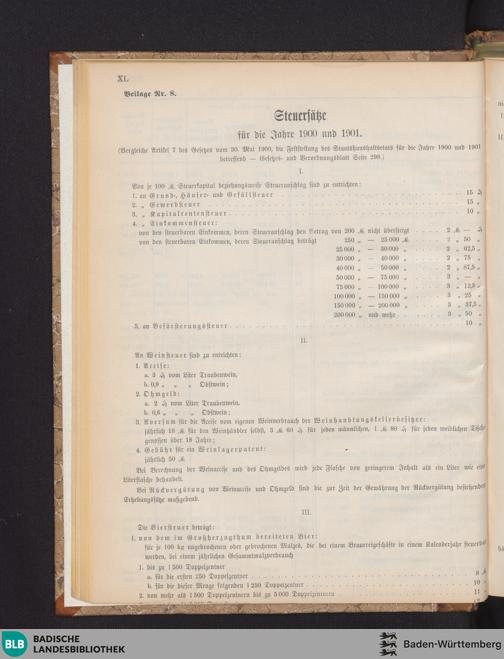 XL
Beilage Nr. 8.
Steuersätze
für die Jahre 1900 und 1901.
(Vergleiche Artikel 7 des Gesetzes vom 30. Mai 1900, die Feststellung des Staatshaushaltsetats für die Jahre 1900 und 1901
betreffend — Gesetzes- und Verordnungsblatt Seite 299.)
I.
Von je 100 ℳ Steuerkapital beziehungsweise Steueranschlag sind zu entrichten:
1. an Grund-, Häuser- und Gefällsteuer 15 ₰
2. „ Gewerbsteuer 15 „
3. „ Kapitalrentensteuer 10 „
4. „ Einkommensteuer:
von den steuerbaren Einkommen, deren Steueranschlag den Betrag von 200 ℳ nicht übersteigt 2 ℳ — ₰
von den steuerbaren Einkommen, deren Steueranschlag beträgt 250 „ — 25 000 ℳ 2 „ 50 „
25 000 „ — 30 000 „ 2 „ 62,5 „
30 000 „ — 40 000 „ 2 „ 75 „
40 000 „ — 50 000 „ 2 „ 87,5 „
50 000 „ — 75 000 „ 3 „ — „
75 000 „ — 100 000 „ 3 „ 12,5 „
100 000 „ — 150 000 „ 3 „ 25 „
150 000 „ — 200 000 „ 3 „ 37,5 „
200 000 „ und mehr 3 „ 50 „
5. an Beförsterungssteuer 10 „
II.
An Weinsteuer sind zu entrichten:
1. Accise:
a. 3 ₰ vom Liter Traubenwein,
b. 0,9 „ „ „ Obstwein;
2. Ohmgeld:
a. 2 ₰ vom Liter Traubenwein,
b. 0,6 „ „ „ Obstwein;
3. Aversum für die Accise vom eigenen Weinverbrauch der Weinhandlungskellerbesitzer:
jährlich 18 ℳ für den Weinhändler selbst, 3 ℳ 60 ₰ für jeden männlichen, 1 ℳ 80 ₰ für jeden weiblichen
genossen über 18 Jahre;
4. Gebühr für ein Weinlagerpatent:
jährlich 50 ℳ
Bei Berechnung der Weinaccise und des Ohmgeldes wird jede Flasche von geringerem Inhalt als ein Liter wie
Literflasche behandelt.
Bei Rückvergütung von Weinaccise und Ohmgeld sind die zur Zeit der Gewährung der Rückvergütung bestehenden
Erhebungssätze maßgebend.
III.
Die Biersteuer beträgt:
1. von dem im Großherzogthum bereiteten Bier:
für je 100 kg ungebrochenen oder gebrochenen Malzes, die bei einem Brauereigeschäfte in einem Kalenderjahr
werden, bei einem jährlichen Gesammtmalzverbrauch
1. bis zu 1 500 Doppelzentner
a. für die ersten 250 Doppelzentner 8 ℳ
b. für die dieser Menge folgenden 1 250 Doppelzentner 10 „
2. von mehr als 1 500 Doppelzentnern bis zu 5 000 Doppelzentnern 11 „
BLB
BADISCHE
LANDESBIBLIOTHEK
Baden-Württemberg